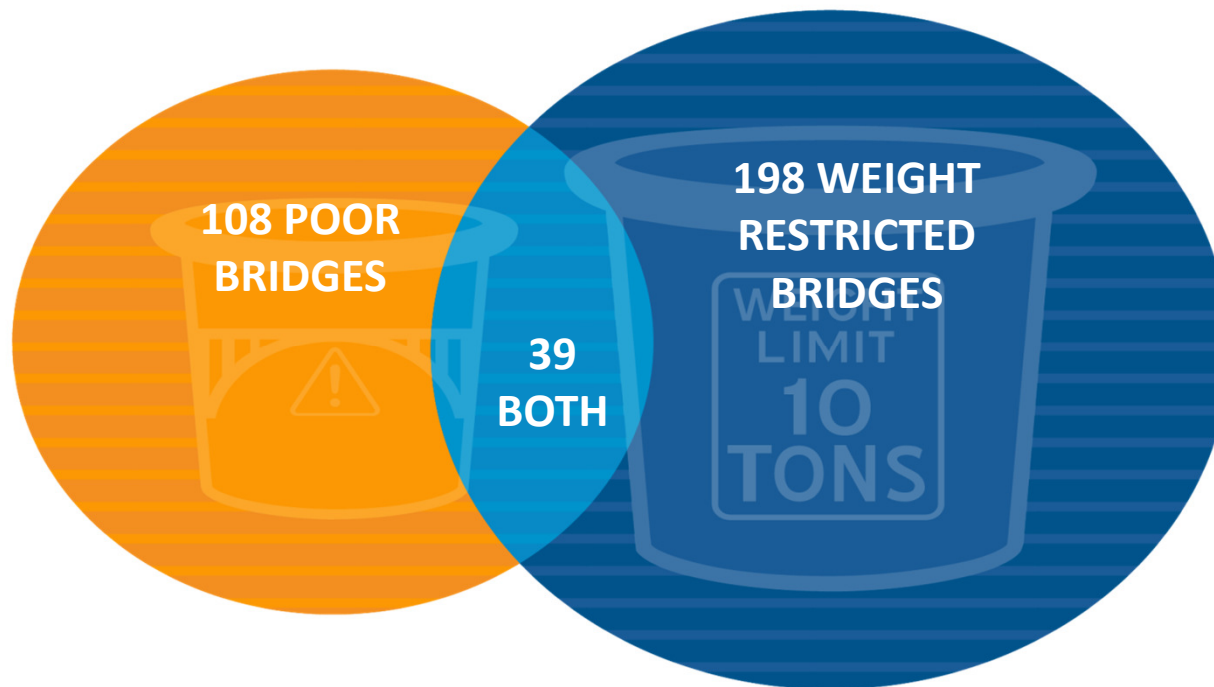 108 POOR
BRIDGES
39
BOTH
198 WEIGHT
RESTRICTED
BRIDGES
WEIGHT
LIMIT
10
TONS